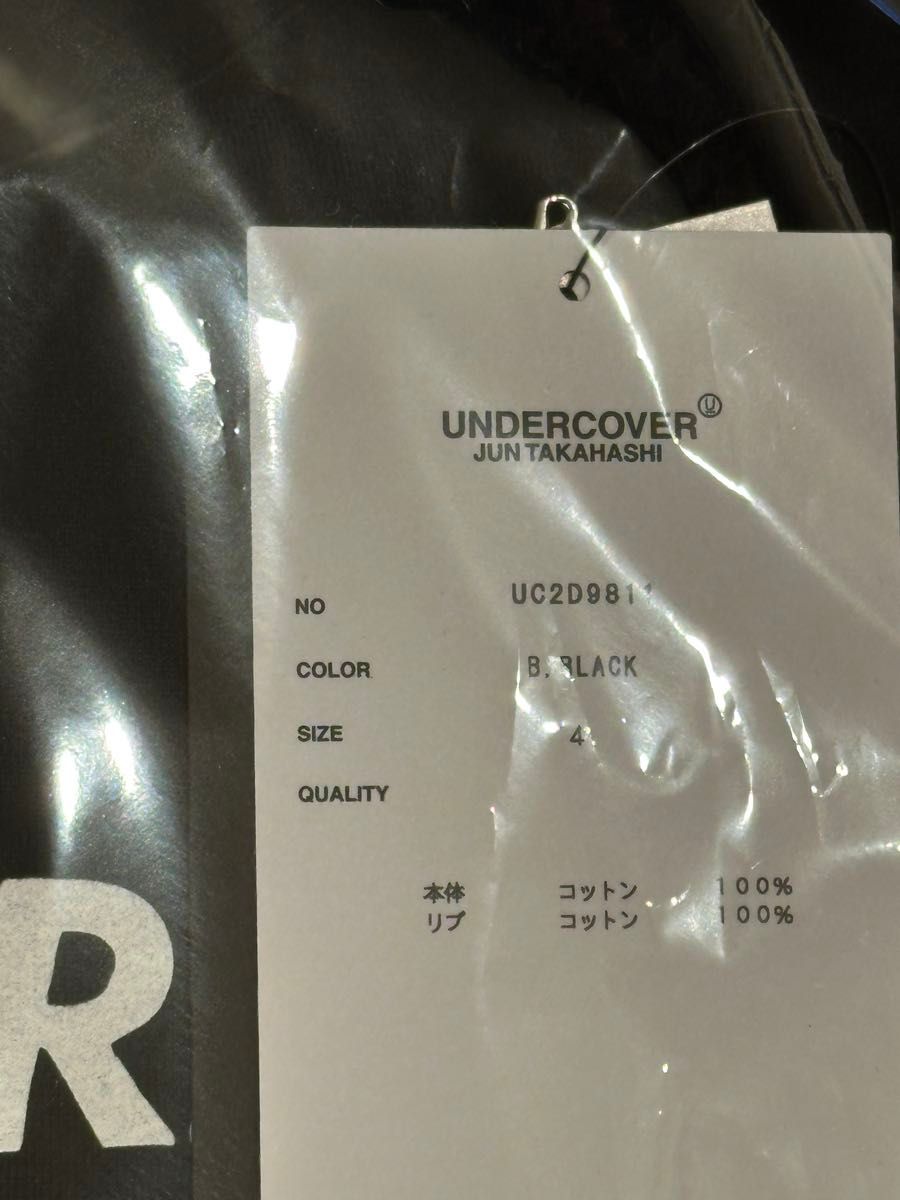 UNDERCOVER
JUN TAKAHASHI
NO UC2D9811
COLOR B.BLACK
SIZE 4
QUALITY
本体 コットン 100%
リブ コットン 100%
R